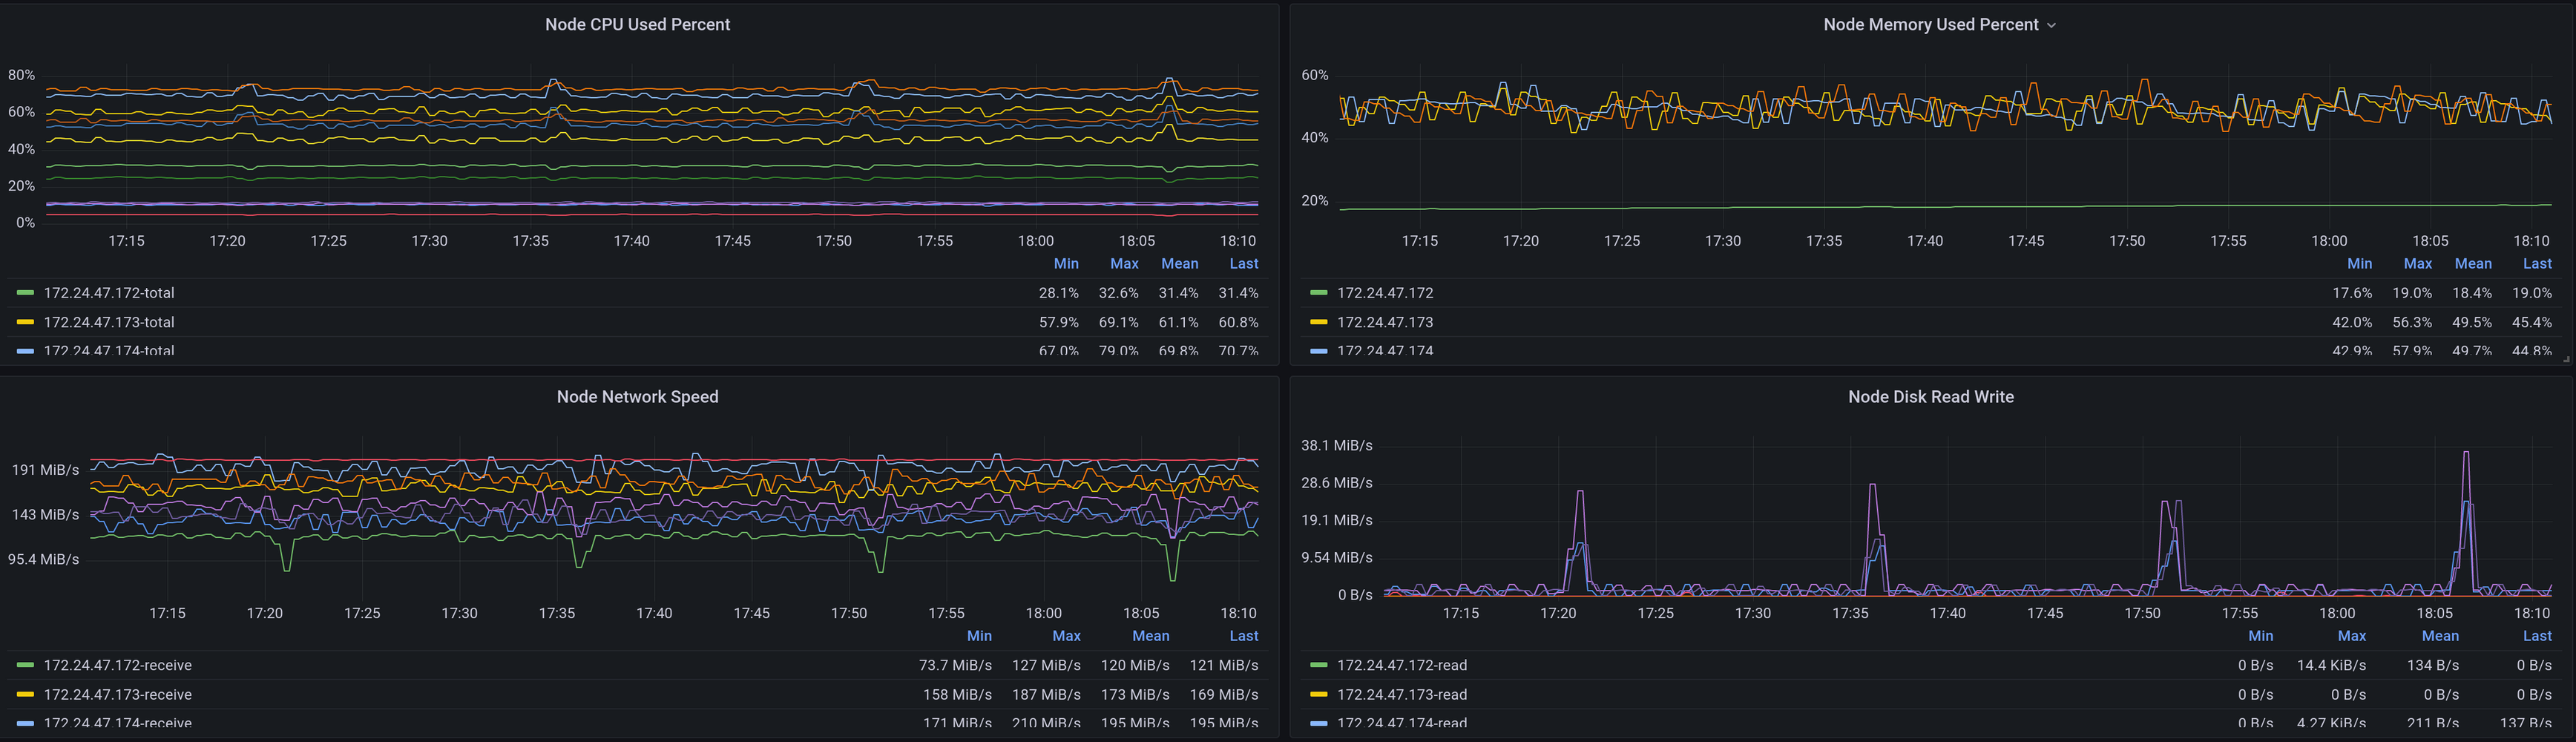 Node CPU Used Percent
80%
60%
40%
20%
0%
17:15 17:20 17:25 17:30 17:35 17:40 17:45 17:50 17:55 18:00 18:05 18:10
Min Max Mean Last
172.24.47.172-total 28.1% 32.6% 31.4% 31.4%
172.24.47.173-total 57.9% 69.1% 61.1% 60.8%
172.24.47.174-total 67.0% 79.0% 69.8% 70.7%
Node Memory Used Percent
60%
40%
20%
17:15 17:20 17:25 17:30 17:35 17:40 17:45 17:50 17:55 18:00 18:05 18:10
Min Max Mean Last
172.24.47.172 17.6% 19.0% 18.4% 19.0%
172.24.47.173 42.0% 56.3% 49.5% 45.4%
172.24.47.174 42.9% 57.9% 49.7% 44.8%
Node Network Speed
191 MiB/s
143 MiB/s
95.4 MiB/s
17:15 17:20 17:25 17:30 17:35 17:40 17:45 17:50 17:55 18:00 18:05 18:10
Min Max Mean Last
172.24.47.172-receive 73.7 MiB/s 127 MiB/s 120 MiB/s 121 MiB/s
172.24.47.173-receive 158 MiB/s 187 MiB/s 173 MiB/s 169 MiB/s
172.24.47.174-receive 171 MiB/s 210 MiB/s 195 MiB/s 195 MiB/s
Node Disk Read Write
38.1 MiB/s
28.6 MiB/s
19.1 MiB/s
9.54 MiB/s
0 B/s
17:15 17:20 17:25 17:30 17:35 17:40 17:45 17:50 17:55 18:00 18:05 18:10
Min Max Mean Last
172.24.47.172-read 0 B/s 14.4 KiB/s 134 B/s 0 B/s
172.24.47.173-read 0 B/s 0 B/s 0 B/s 0 B/s
172.24.47.174-read 0 B/s 4.27 KiB/s 211 B/s 137 B/s